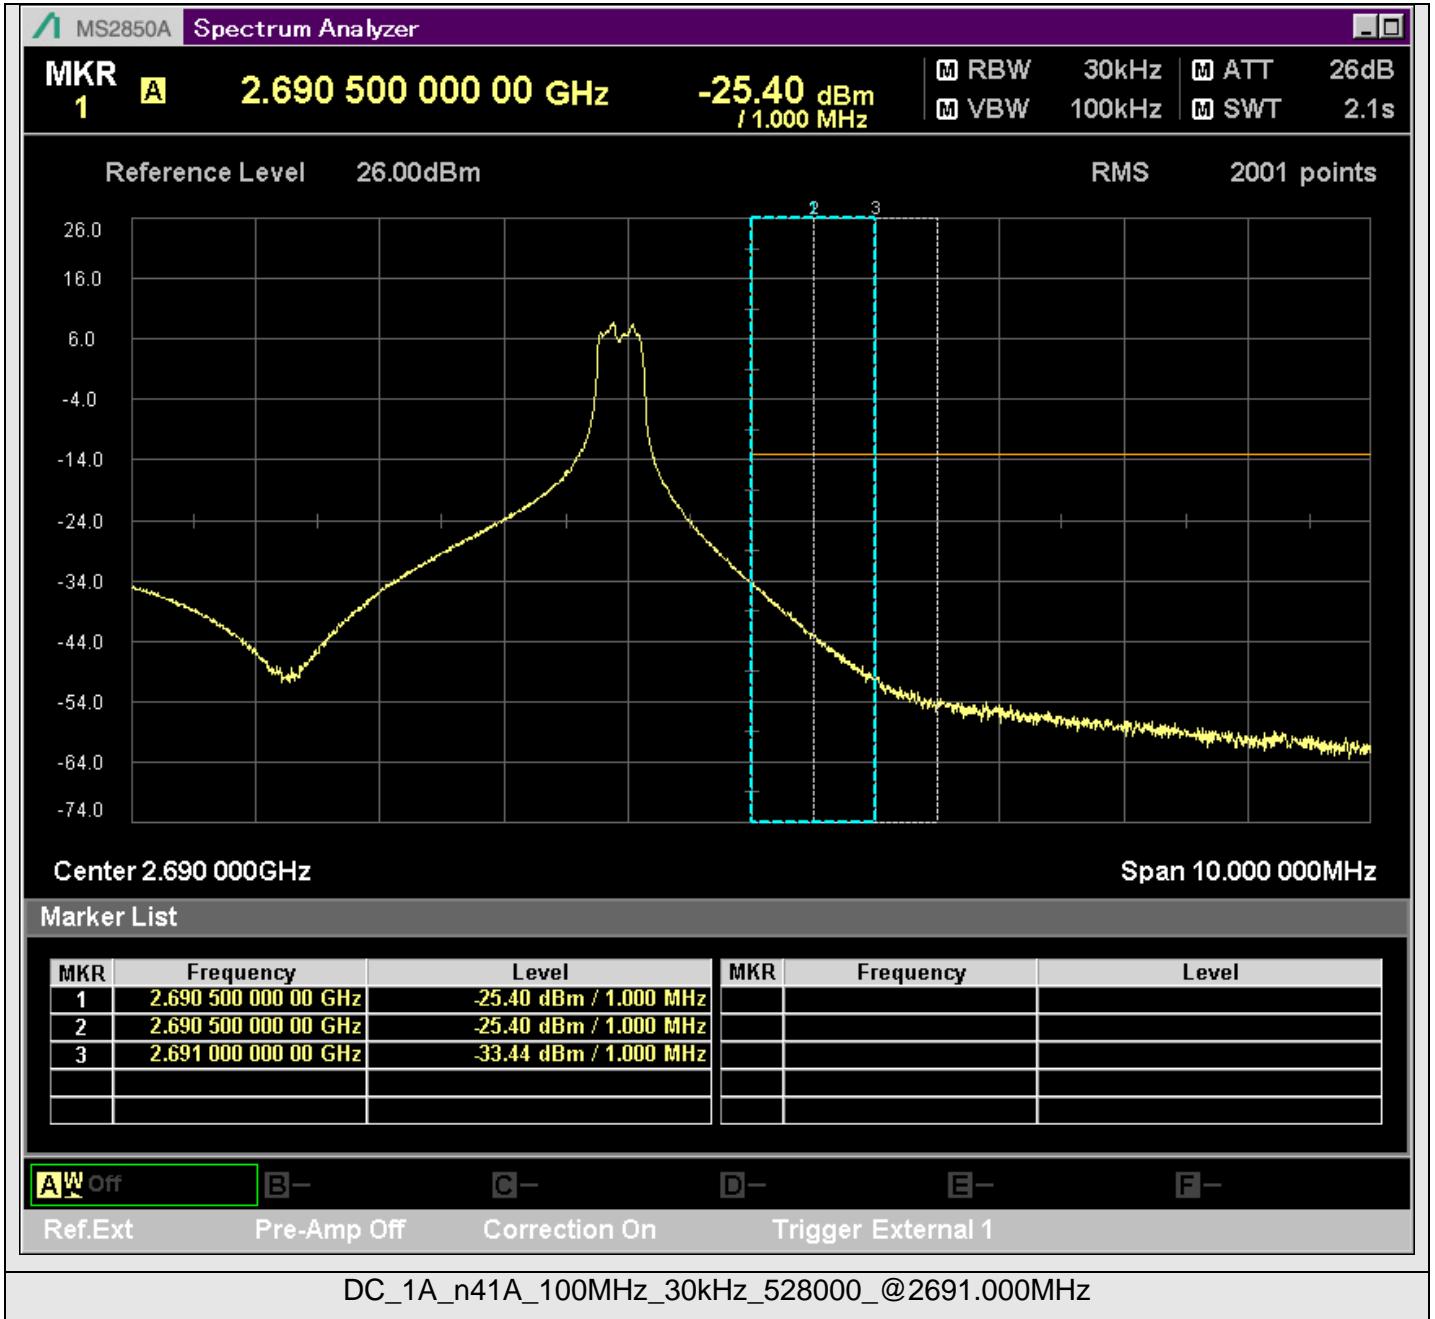 MS2850A Spectrum Analyzer
MKR 1 A 2.690 500 000 00 GHz -25.40 dBm / 1.000 MHz
M RBW 30kHz M ATT 26dB
M VBW 100kHz M SWT 2.1s
Reference Level 26.00dBm RMS 2001 points
2 3
26.0
16.0
6.0
-4.0
-14.0
-24.0
-34.0
-44.0
-54.0
-64.0
-74.0
Center 2.690 000GHz Span 10.000 000MHz
Marker List
MKR Frequency Level MKR Frequency Level
1 2.690 500 000 00 GHz -25.40 dBm / 1.000 MHz
2 2.690 500 000 00 GHz -25.40 dBm / 1.000 MHz
3 2.691 000 000 00 GHz -33.44 dBm / 1.000 MHz
A W Off B- C- D- E- F-
Ref.Ext Pre-Amp Off Correction On Trigger External 1
DC_1A_n41A_100MHz_30kHz_528000_@2691.000MHz